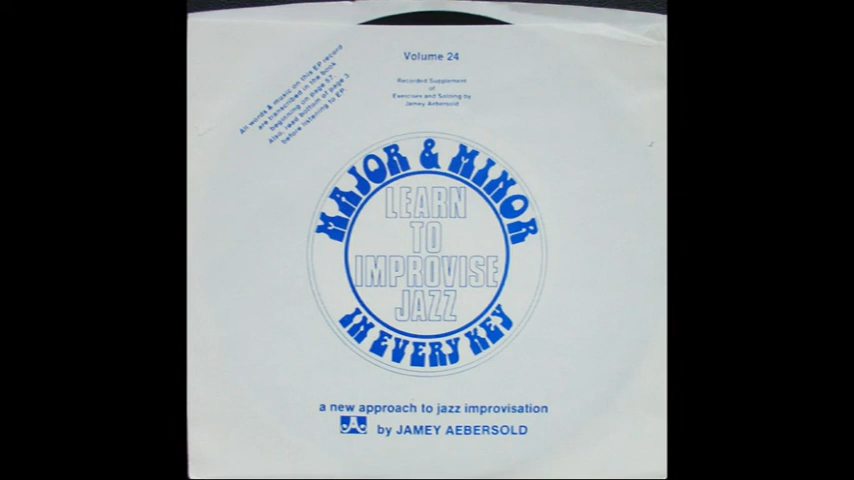 Volume 24
All words & music on this EP record
are transcribed in the book
beginning on page 57.
Also, read bottom of page 3
before listening to EP.
Recorded Supplement
of
Exercises and Soloing by
Jamey Aebersold
MAJOR & MINOR
LEARN
TO
IMPROVISE
JAZZ
IN EVERY KEY
a new approach to jazz improvisation
JA by JAMEY AEBERSOLD